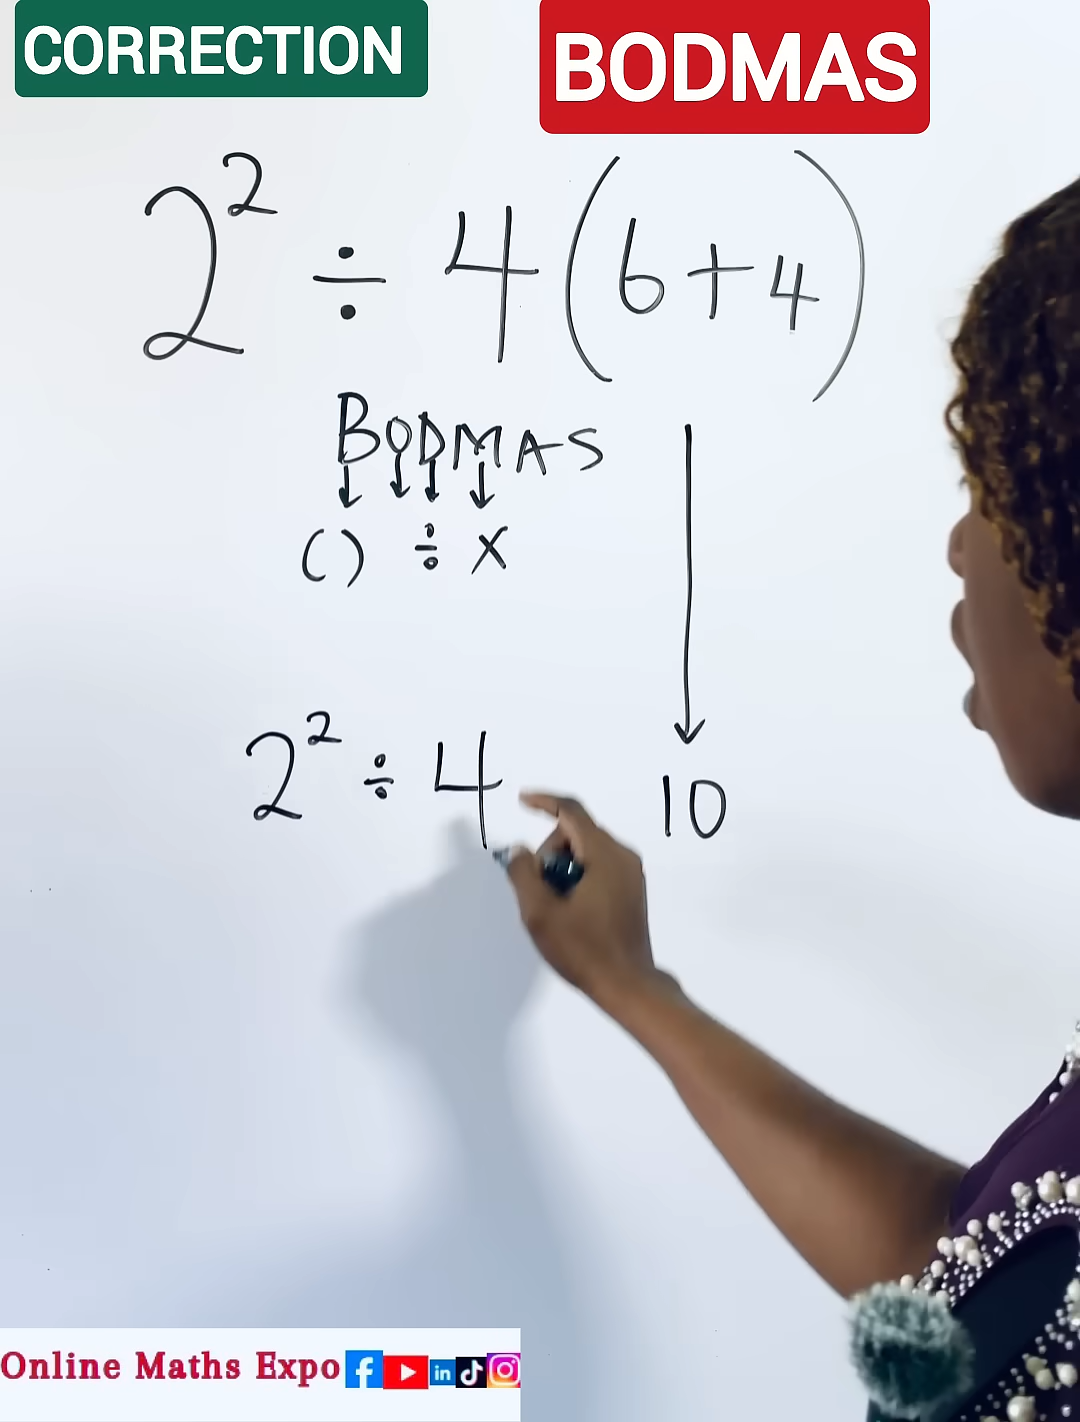 CORRECTION
BODMAS
2² ÷ 4(6+4)
BODMAS
() ÷ ×
2² ÷ 4 10
Online Maths Expo